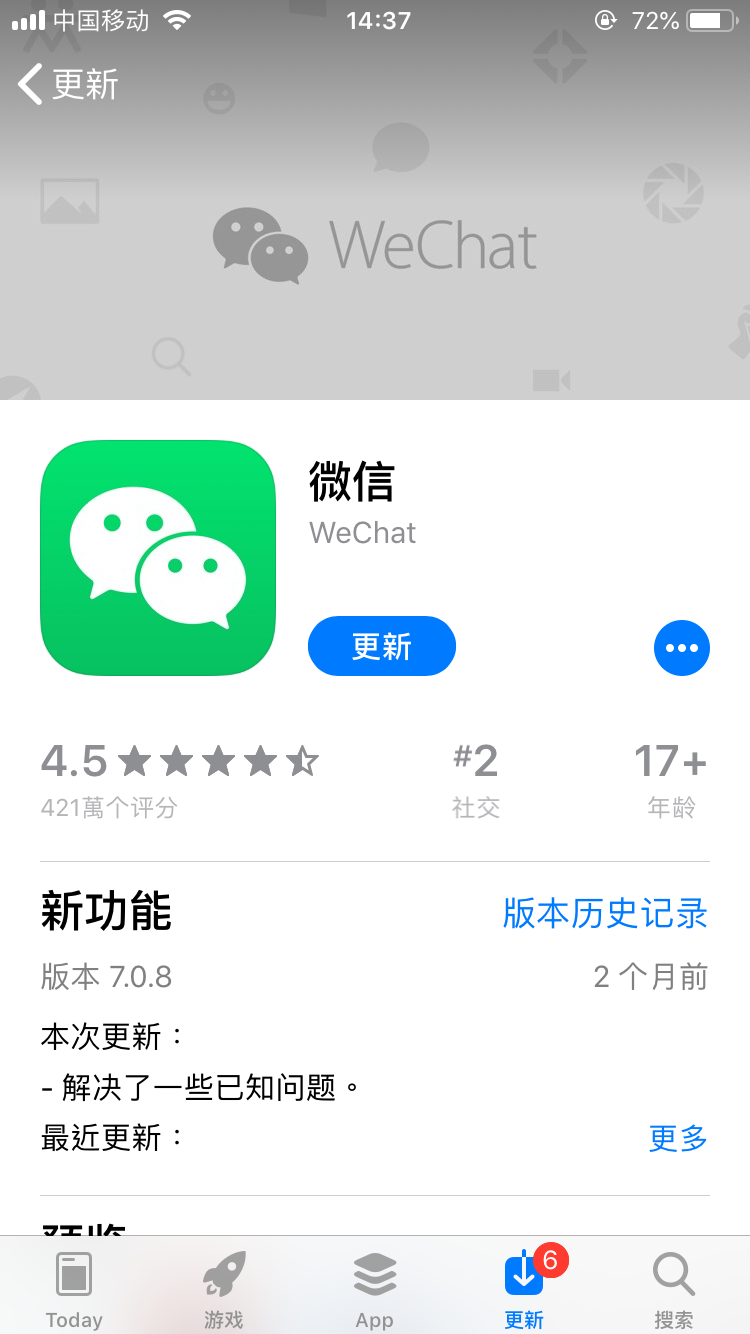 中国移动 14:37 72%
更新
WeChat
微信
WeChat
更新
4.5 #2 17+
421萬个评分 社交 年龄
新功能 版本历史记录
版本 7.0.8 2 个月前
本次更新：
- 解决了一些已知问题。
最近更新： 更多
预览
6
Today 游戏 App 更新 搜索